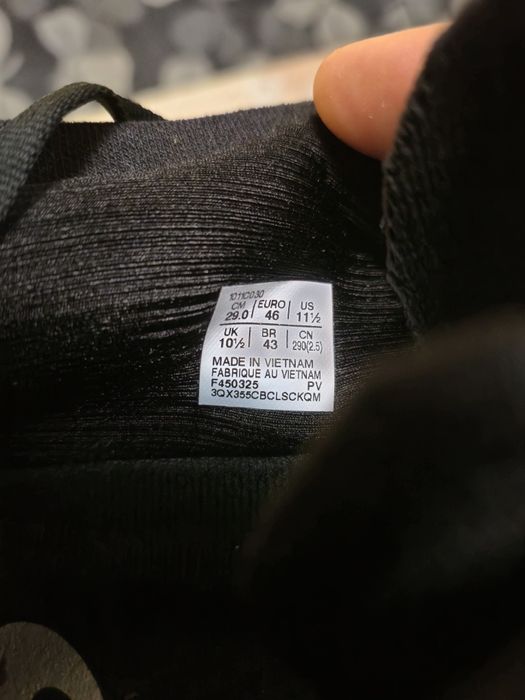 1011C030
CM EURO US
29.0 46 11½
UK BR CN
10½ 43 290(2.5)
MADE IN VIETNAM
FABRIQUE AU VIETNAM
F450325 PV
3QX355CBCLSCKQM